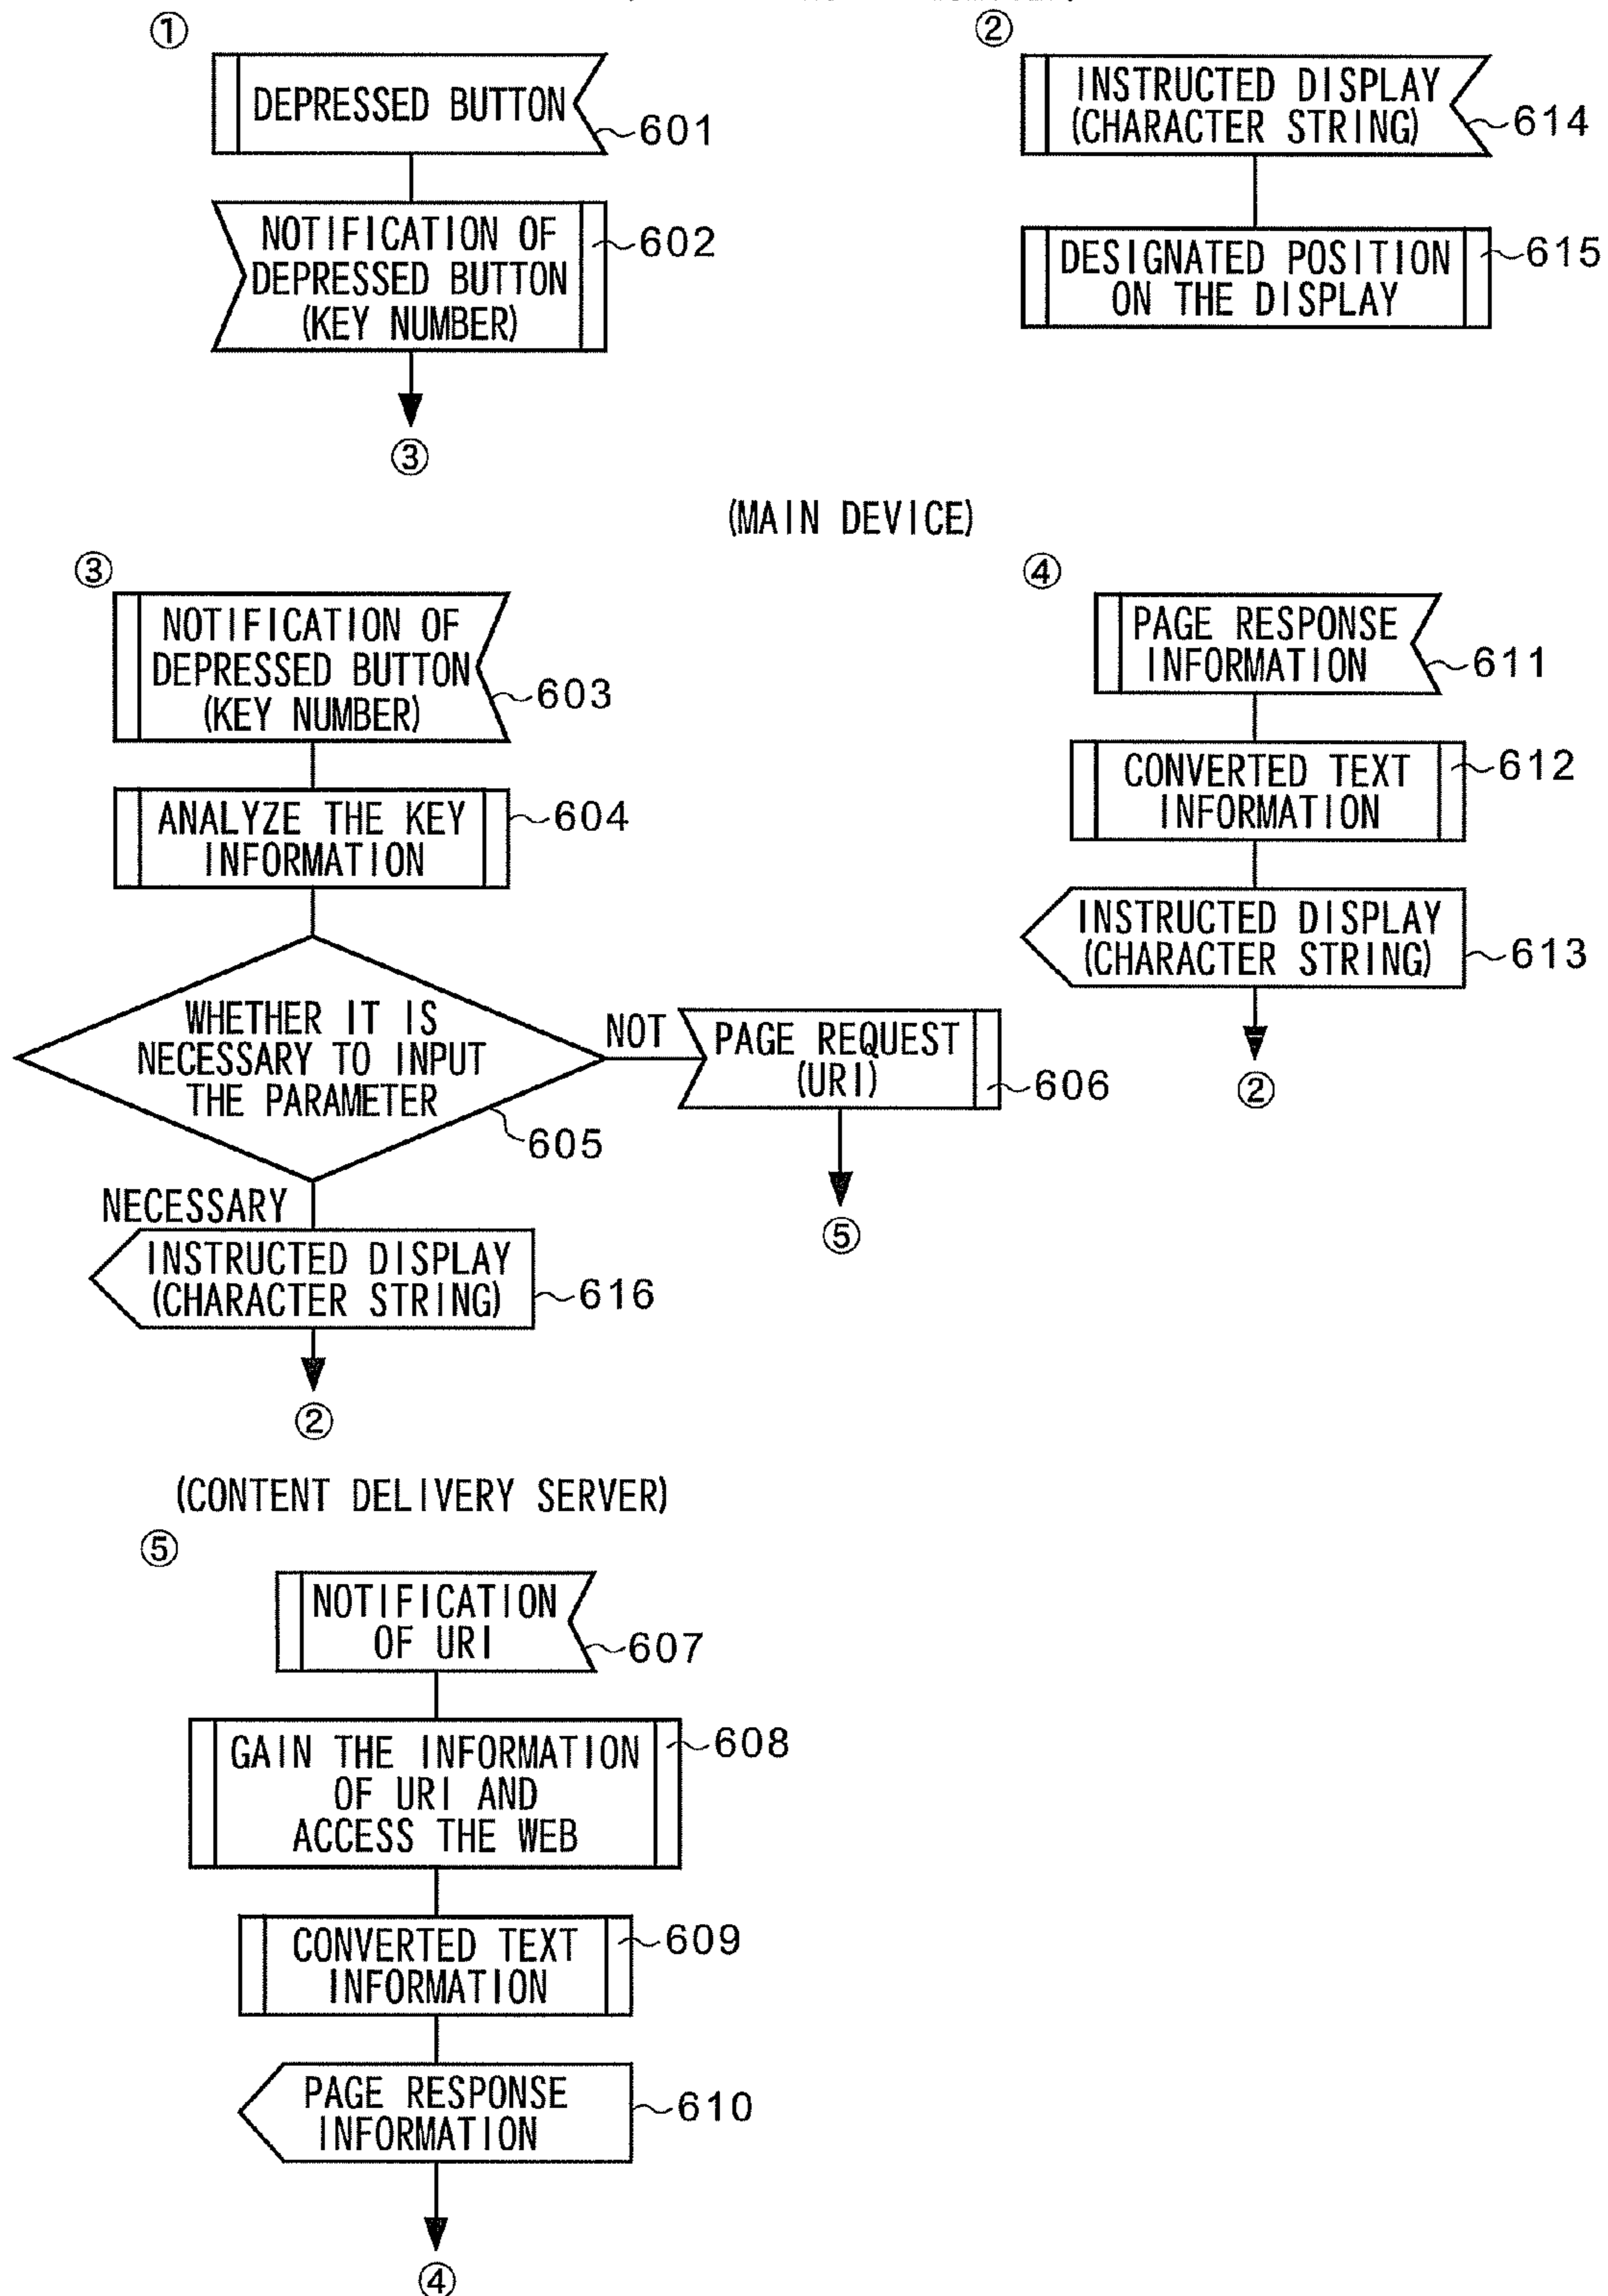 ①
DEPRESSED BUTTON
601
NOTIFICATION OF
DEPRESSED BUTTON
(KEY NUMBER)
602
③
②
INSTRUCTED DISPLAY
(CHARACTER STRING)
614
DESIGNATED POSITION
ON THE DISPLAY
615
(MAIN DEVICE)
③
NOTIFICATION OF
DEPRESSED BUTTON
(KEY NUMBER)
603
ANALYZE THE KEY
INFORMATION
604
WHETHER IT IS
NECESSARY TO INPUT
THE PARAMETER
605
NOT
PAGE REQUEST
(URI)
606
⑤
NECESSARY
INSTRUCTED DISPLAY
(CHARACTER STRING)
616
②
④
PAGE RESPONSE
INFORMATION
611
CONVERTED TEXT
INFORMATION
612
INSTRUCTED DISPLAY
(CHARACTER STRING)
613
②
(CONTENT DELIVERY SERVER)
⑤
NOTIFICATION
OF URI
607
GAIN THE INFORMATION
OF URI AND
ACCESS THE WEB
608
CONVERTED TEXT
INFORMATION
609
PAGE RESPONSE
INFORMATION
610
④